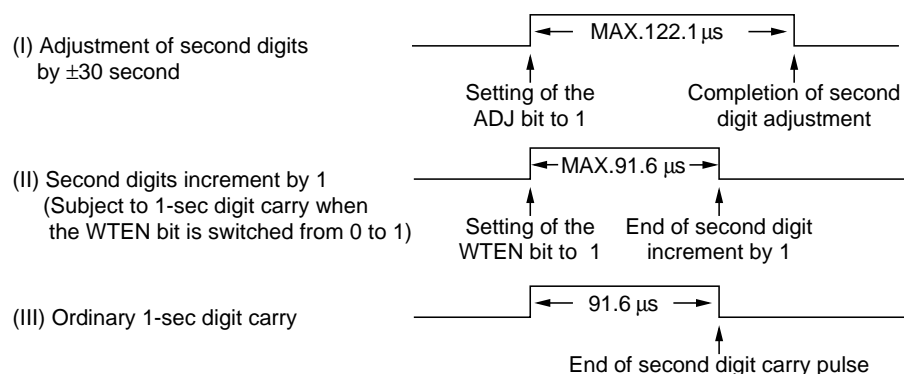 (I) Adjustment of second digits
by ±30 second
MAX.122.1 µs
Setting of the
ADJ bit to 1
Completion of second
digit adjustment
(II) Second digits increment by 1
(Subject to 1-sec digit carry when
the WTEN bit is switched from 0 to 1)
MAX.91.6 µs
Setting of the
WTEN bit to 1
End of second digit
increment by 1
(III) Ordinary 1-sec digit carry
91.6 µs
End of second digit carry pulse